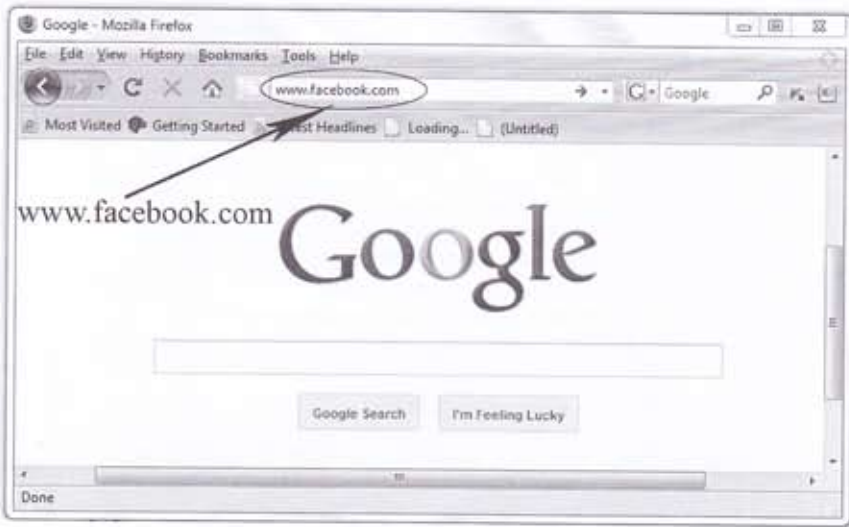 Google - Mozilla Firefox
File Edit View History Bookmarks Tools Help
www.facebook.com
Google
Most Visited Getting Started Headlines Loading... (Untitled)
www.facebook.com
Google
Google Search I'm Feeling Lucky
Done